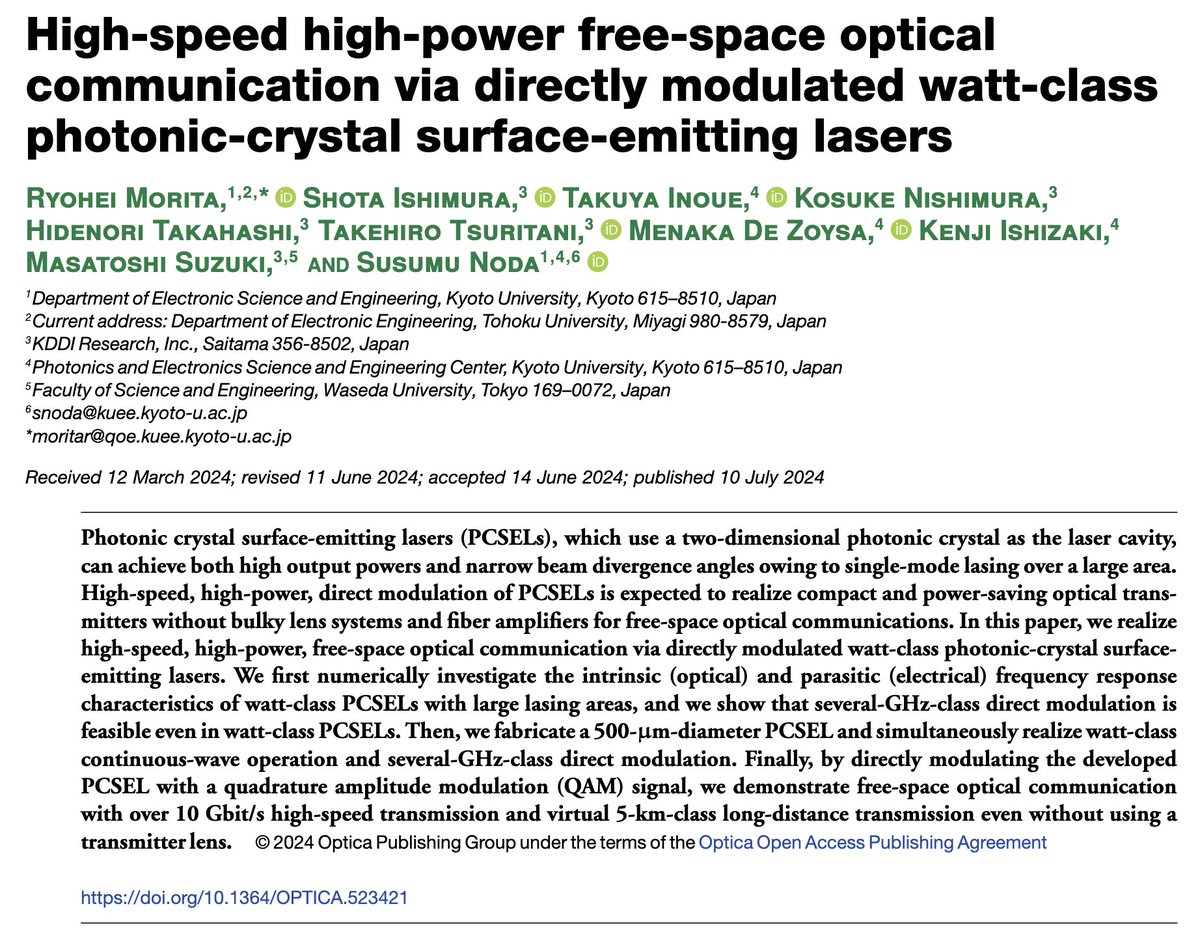 High-speed high-power free-space optical
communication via directly modulated watt-class
photonic-crystal surface-emitting lasers
Ryohei Morita,1,2,* iD Shota Ishimura,3 iD Takuya Inoue,4 iD Kosuke Nishimura,3
Hidenori Takahashi,3 Takehiro Tsuritani,3 iD Menaka De Zoysa,4 iD Kenji Ishizaki,4
Masatoshi Suzuki,3,5 and Susumu Noda1,4,6 iD
1Department of Electronic Science and Engineering, Kyoto University, Kyoto 615–8510, Japan
2Current address: Department of Electronic Engineering, Tohoku University, Miyagi 980-8579, Japan
3KDDI Research, Inc., Saitama 356-8502, Japan
4Photonics and Electronics Science and Engineering Center, Kyoto University, Kyoto 615–8510, Japan
5Faculty of Science and Engineering, Waseda University, Tokyo 169–0072, Japan
6snoda@kuee.kyoto-u.ac.jp
*moritar@qoe.kuee.kyoto-u.ac.jp
Received 12 March 2024; revised 11 June 2024; accepted 14 June 2024; published 10 July 2024
Photonic crystal surface-emitting lasers (PCSELs), which use a two-dimensional photonic crystal as the laser cavity,
can achieve both high output powers and narrow beam divergence angles owing to single-mode lasing over a large area.
High-speed, high-power, direct modulation of PCSELs is expected to realize compact and power-saving optical trans-
mitters without bulky lens systems and fiber amplifiers for free-space optical communications. In this paper, we realize
high-speed, high-power, free-space optical communication via directly modulated watt-class photonic-crystal surface-
emitting lasers. We first numerically investigate the intrinsic (optical) and parasitic (electrical) frequency response
characteristics of watt-class PCSELs with large lasing areas, and we show that several-GHz-class direct modulation is
feasible even in watt-class PCSELs. Then, we fabricate a 500-μm-diameter PCSEL and simultaneously realize watt-class
continuous-wave operation and several-GHz-class direct modulation. Finally, by directly modulating the developed
PCSEL with a quadrature amplitude modulation (QAM) signal, we demonstrate free-space optical communication
with over 10 Gbit/s high-speed transmission and virtual 5-km-class long-distance transmission even without using a
transmitter lens. © 2024 Optica Publishing Group under the terms of the Optica Open Access Publishing Agreement
https://doi.org/10.1364/OPTICA.523421